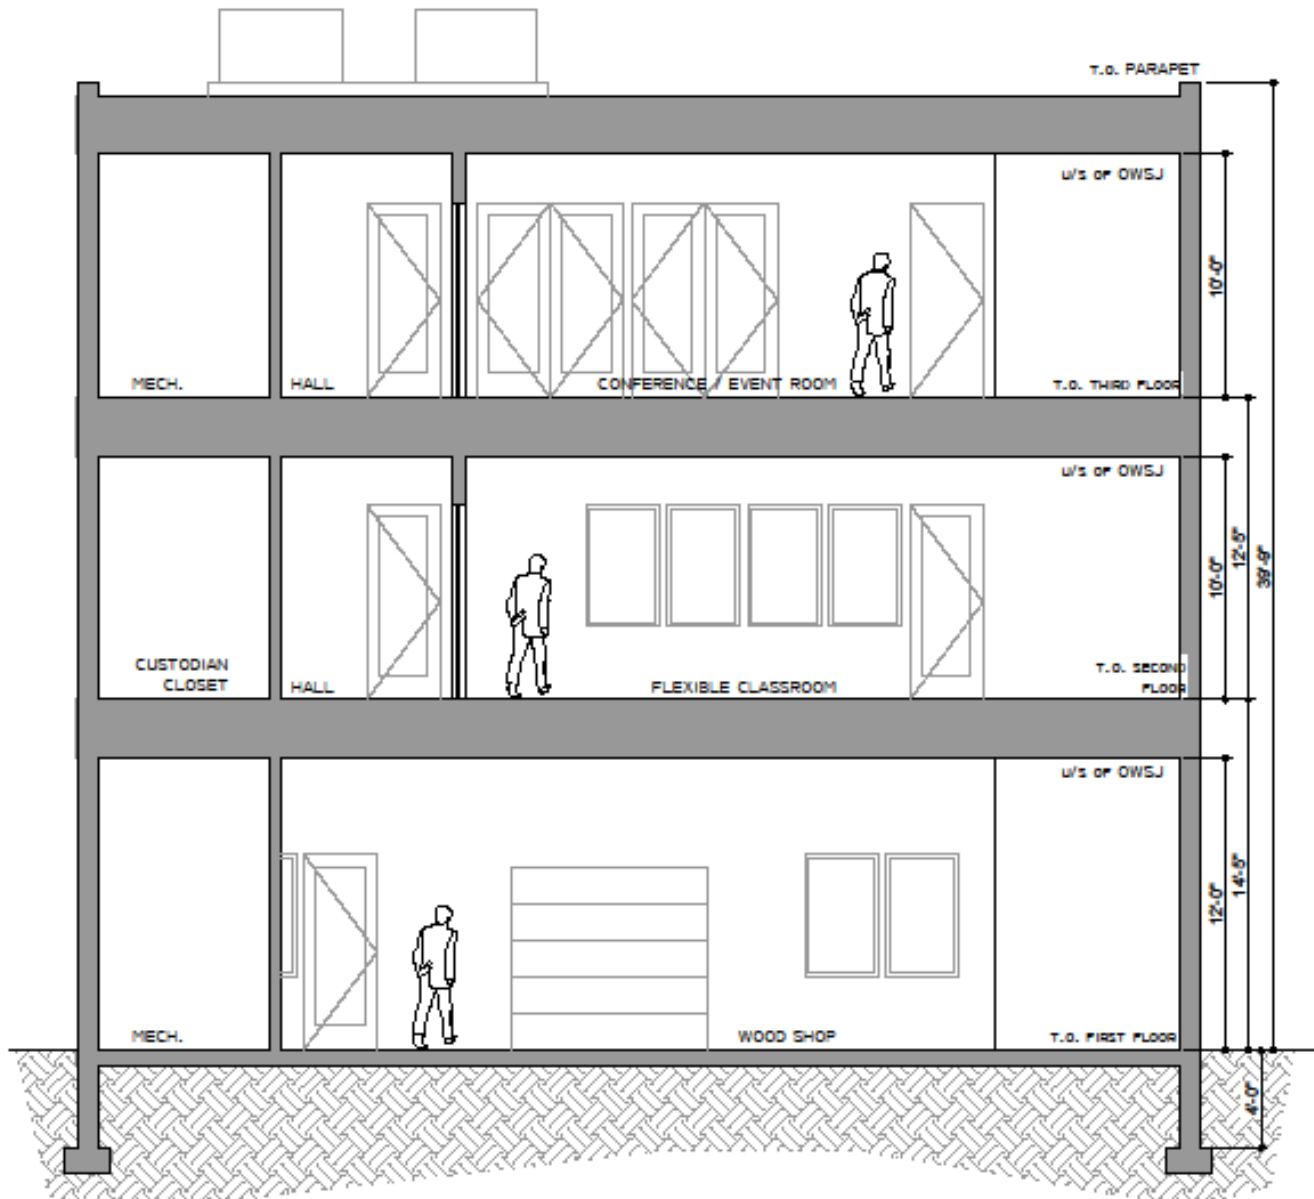 T.O. PARAPET
U/S OF OWSJ
10'-0"
MECH.
HALL
CONFERENCE / EVENT ROOM
T.O. THIRD FLOOR
U/S OF OWSJ
10'-0"
12'-5"
39'-9"
CUSTODIAN
CLOSET
HALL
FLEXIBLE CLASSROOM
T.O. SECOND
FLOOR
U/S OF OWSJ
12'-0"
14'-5"
MECH.
WOOD SHOP
T.O. FIRST FLOOR
4'-0"